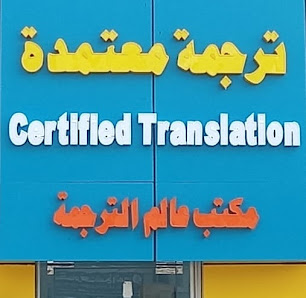 ترجمة معتمدة
Certified Translation
مكتب عالم الترجمة